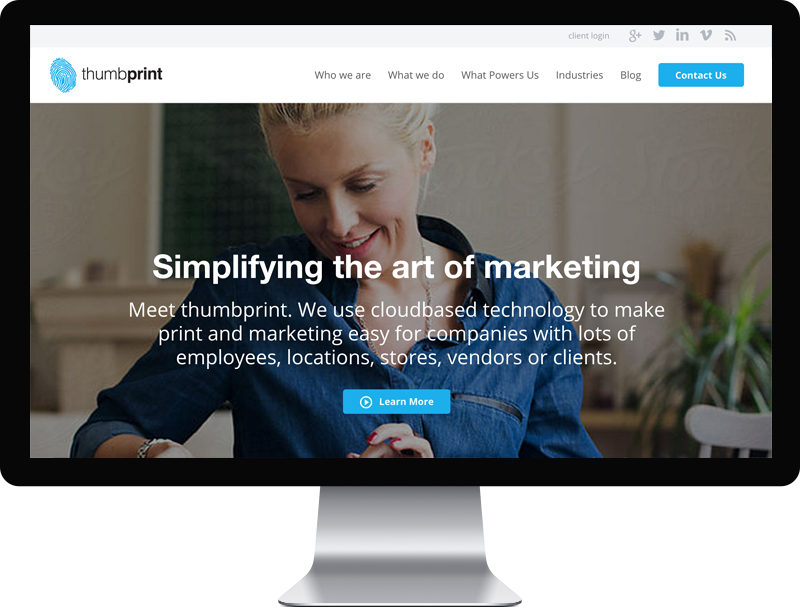 client login
thumbprint
Who we are What we do What Powers Us Industries Blog Contact Us
Simplifying the art of marketing
Meet thumbprint. We use cloudbased technology to make
print and marketing easy for companies with lots of
employees, locations, stores, vendors or clients.
Learn More